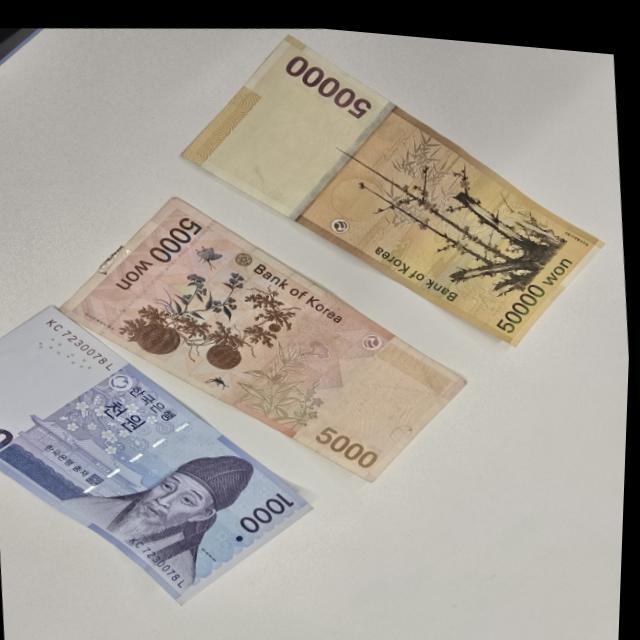 50000
Bank of Korea
50000 won
5000 won
Bank of Korea
5000
KC 7230078 L
한국은행
천원
한국은행 총재
1000
KC 7230078 L